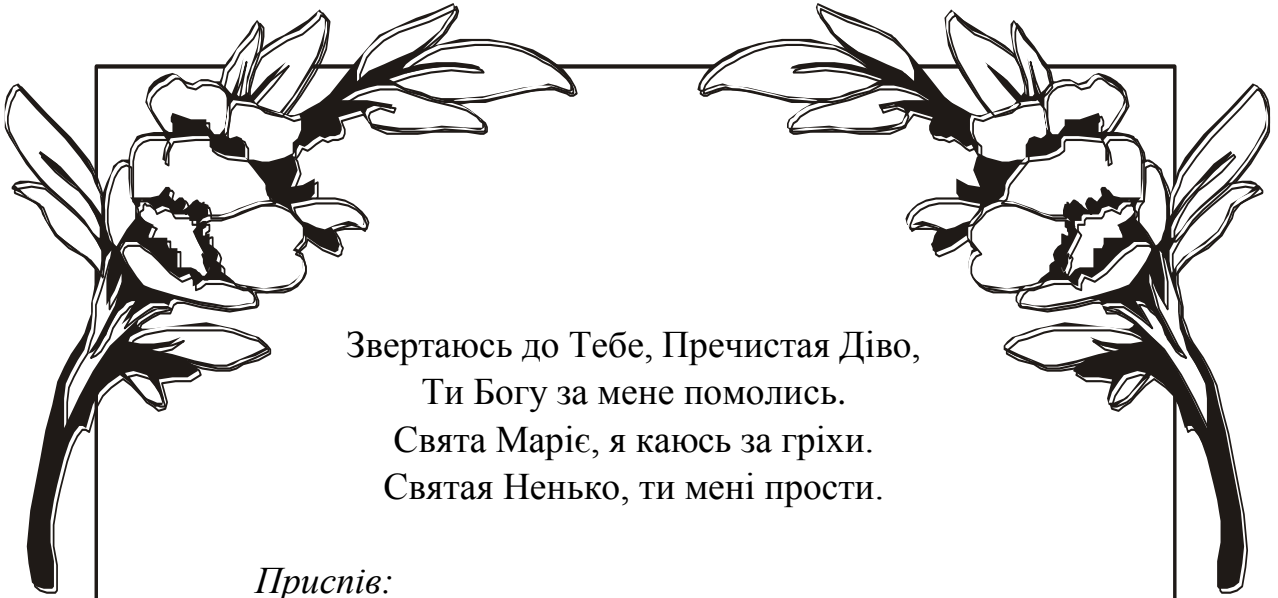 Звертаюсь до Тебе, Пречистая Діво,
Ти Богу за мене помолись.
Свята Маріє, я каюсь за гріхи.
Святая Ненько, ти мені прости.
Приспів: